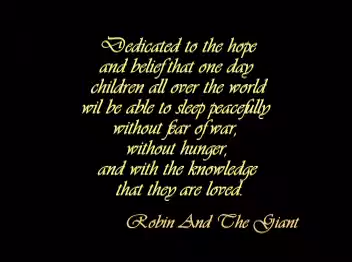 Dedicated to the hope
and belief that one day
children all over the world
wil be able to sleep peacefully
without fear of war,
without hunger,
and with the knowledge
that they are loved.
Robin And The Giant